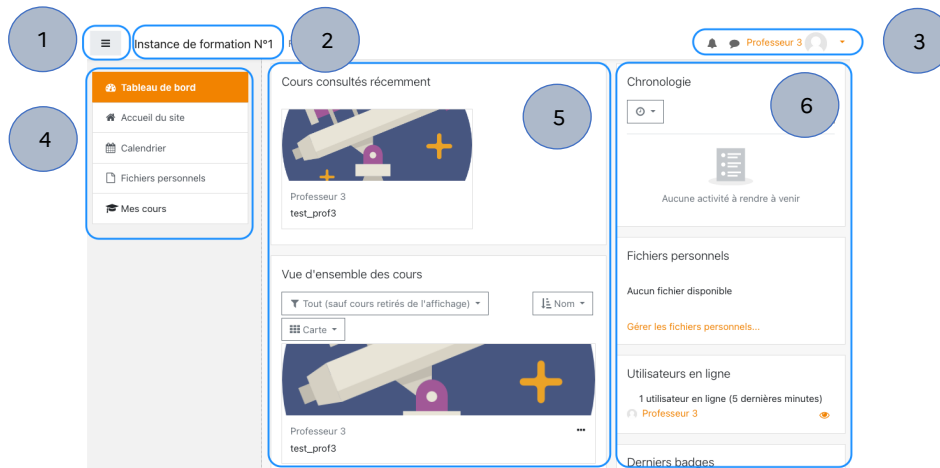 1
Instance de formation N°1
2
Professeur 3
3
4
Tableau de bord
Accueil du site
Calendrier
Fichiers personnels
Mes cours
Cours consultés récemment
5
Professeur 3
test_prof3
Vue d'ensemble des cours
Tout (sauf cours retirés de l'affichage)
Nom
Carte
Professeur 3
test_prof3
Chronologie
6
Aucune activité à rendre à venir
Fichiers personnels
Aucun fichier disponible
Gérer les fichiers personnels...
Utilisateurs en ligne
1 utilisateur en ligne (5 dernières minutes)
Professeur 3
Derniers badges